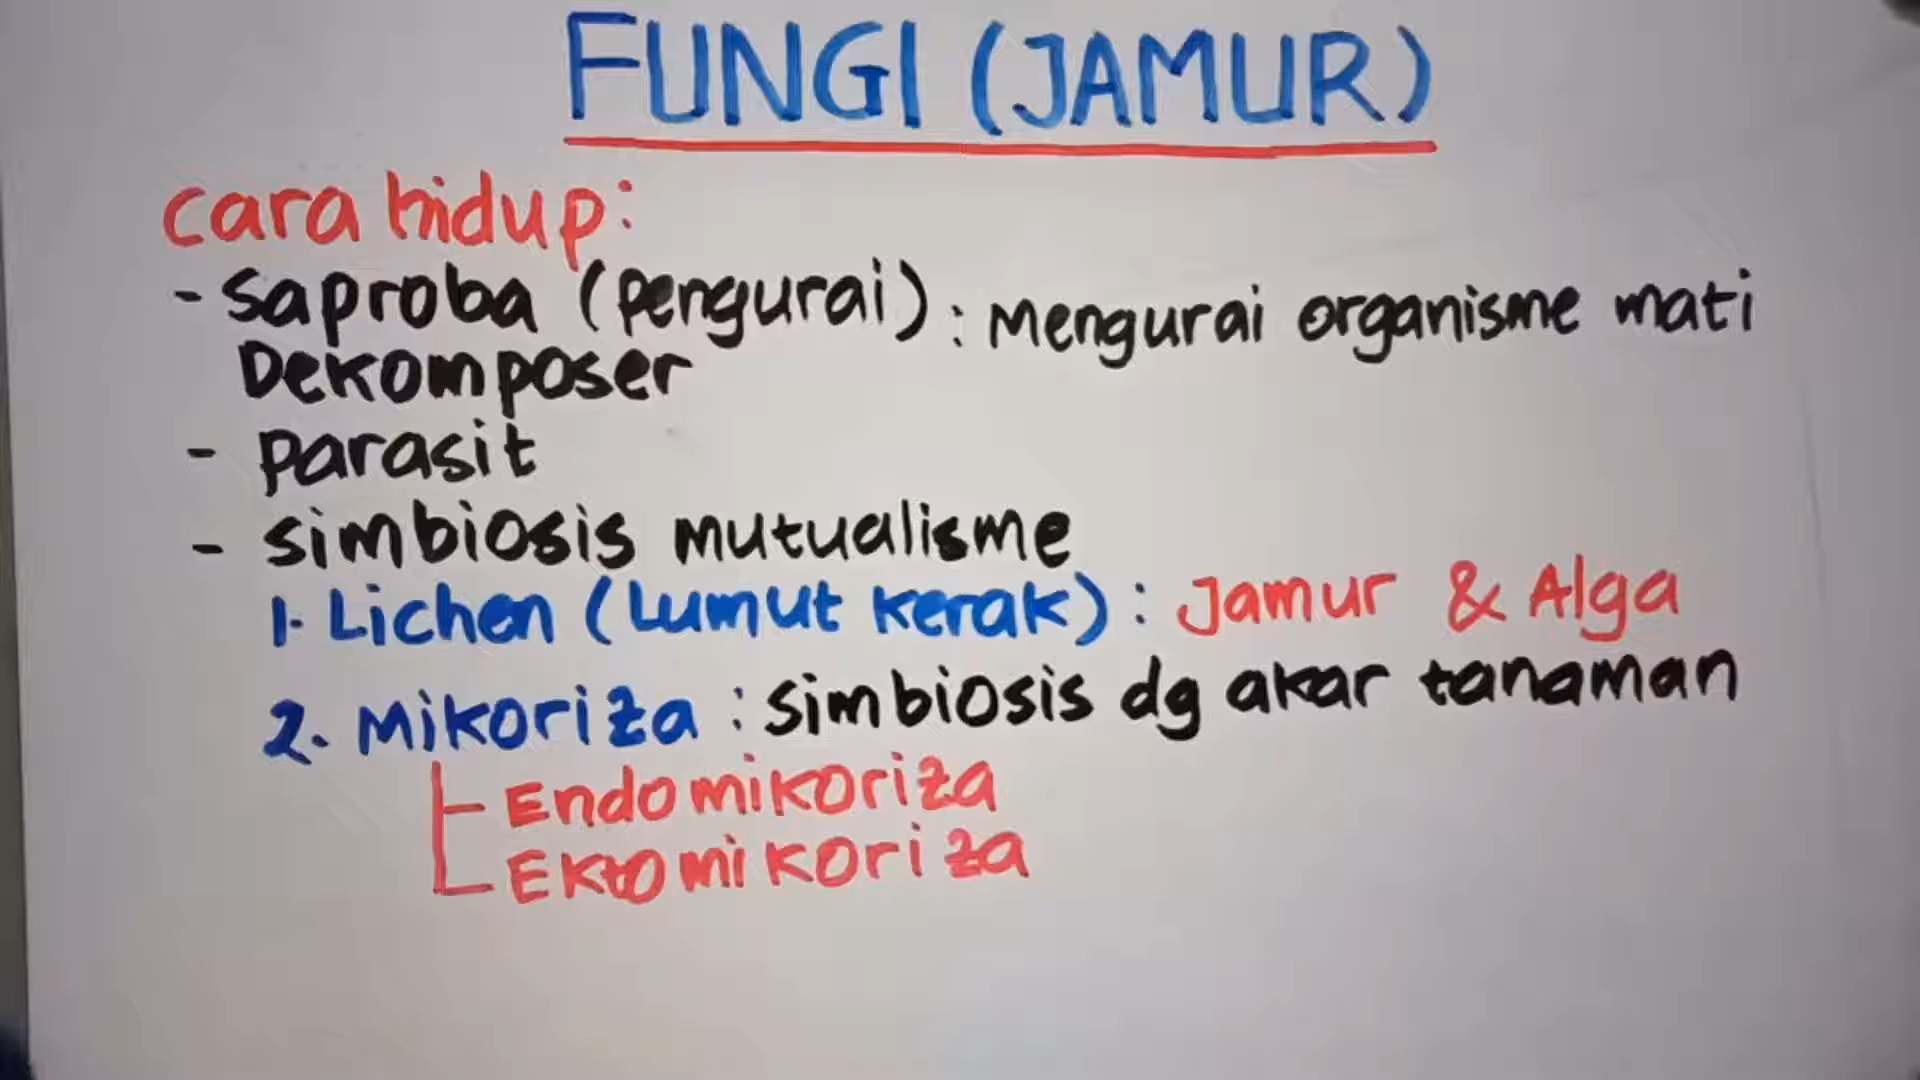 FUNGI (JAMUR)
cara hidup:
- saproba (pengurai) : mengurai organisme mati
Dekomposer
- parasit
- simbiosis mutualisme
1. Lichen (Lumut kerak) : Jamur & Alga
2. Mikoriza : simbiosis dg akar tanaman
Endomikoriza
Ektomikoriza